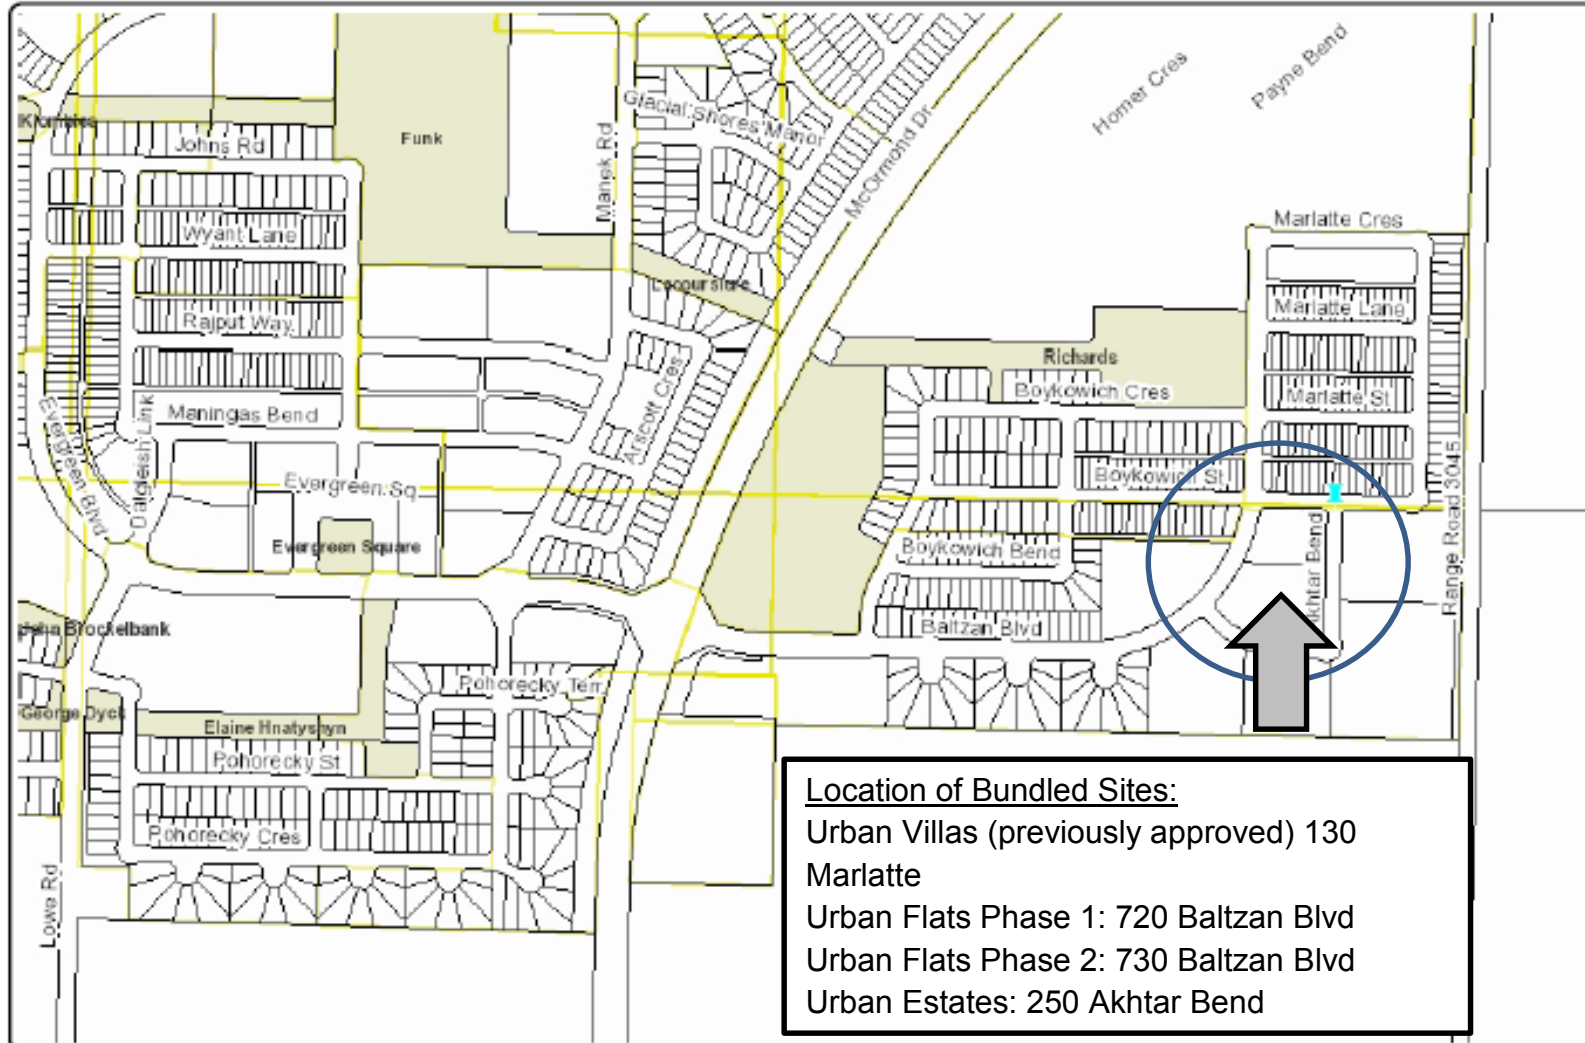 Homer Cres
Payne Bend
Johns Rd
Funk
Manek Rd
Glacial Shores Manor
McOrmond Dr
Wyant Lane
Marlatte Cres
Rajput Way
Marlatte Lane
Richards
Boykowich Cres
Marlatte St
Maningas Bend
Evergreen Blvd
Dalgleish Link
Arscott Cres
Evergreen Sq
Boykowich St
Range Road 3045
Evergreen Square
Boykowich Bend
Akhtar Bend
Baltzan Blvd
John Brockelbank
Pohorecky Terr
George Dyck
Elaine Hnatyshyn
Pohorecky St
Pohorecky Cres
Lowe Rd
Location of Bundled Sites:
Urban Villas (previously approved) 130
Marlatte
Urban Flats Phase 1: 720 Baltzan Blvd
Urban Flats Phase 2: 730 Baltzan Blvd
Urban Estates: 250 Akhtar Bend